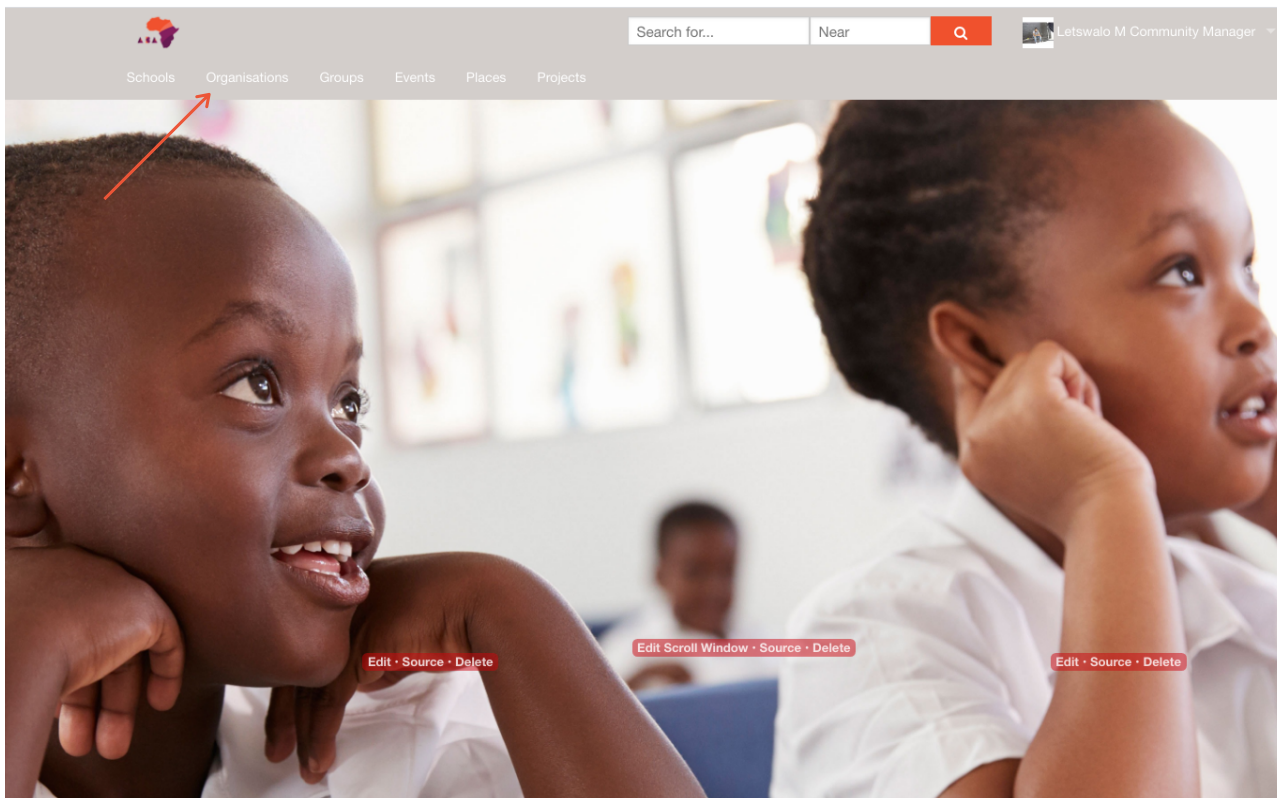 ASA
Search for...
Near
Letswalo M Community Manager
Schools
Organisations
Groups
Events
Places
Projects
Edit Scroll Window • Source • Delete
Edit • Source • Delete
Edit • Source • Delete